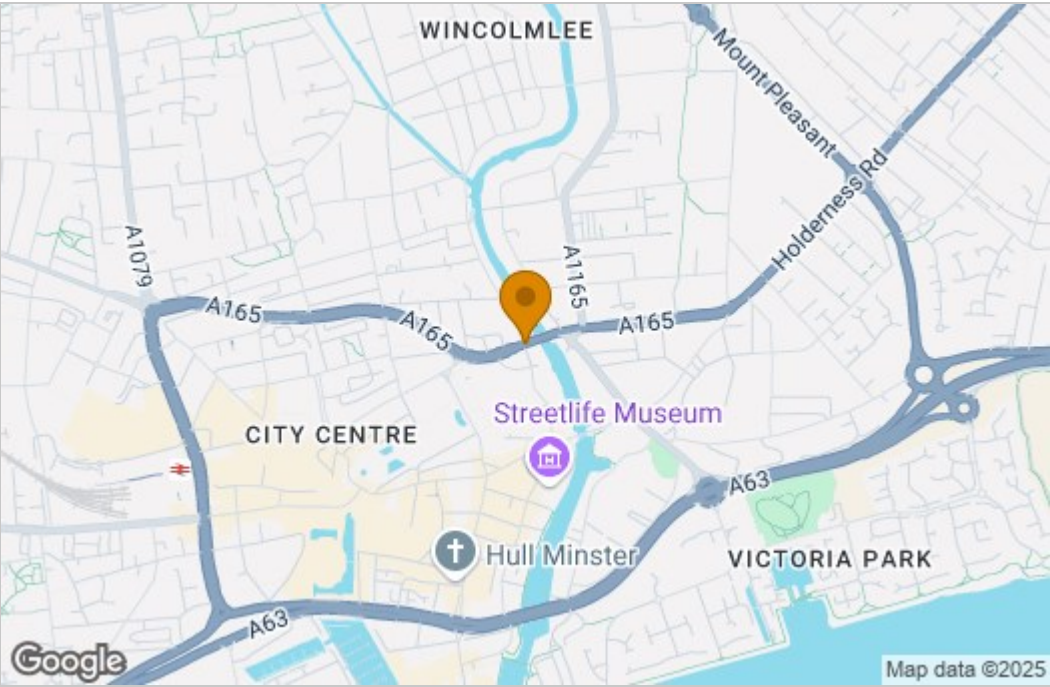 WINCOLMLEE
Mount Pleasant
Holderness Rd
A1079
A1165
A165
A165
A165
Streetlife Museum
CITY CENTRE
A63
Hull Minster
VICTORIA PARK
A63
Google
Map data ©2025